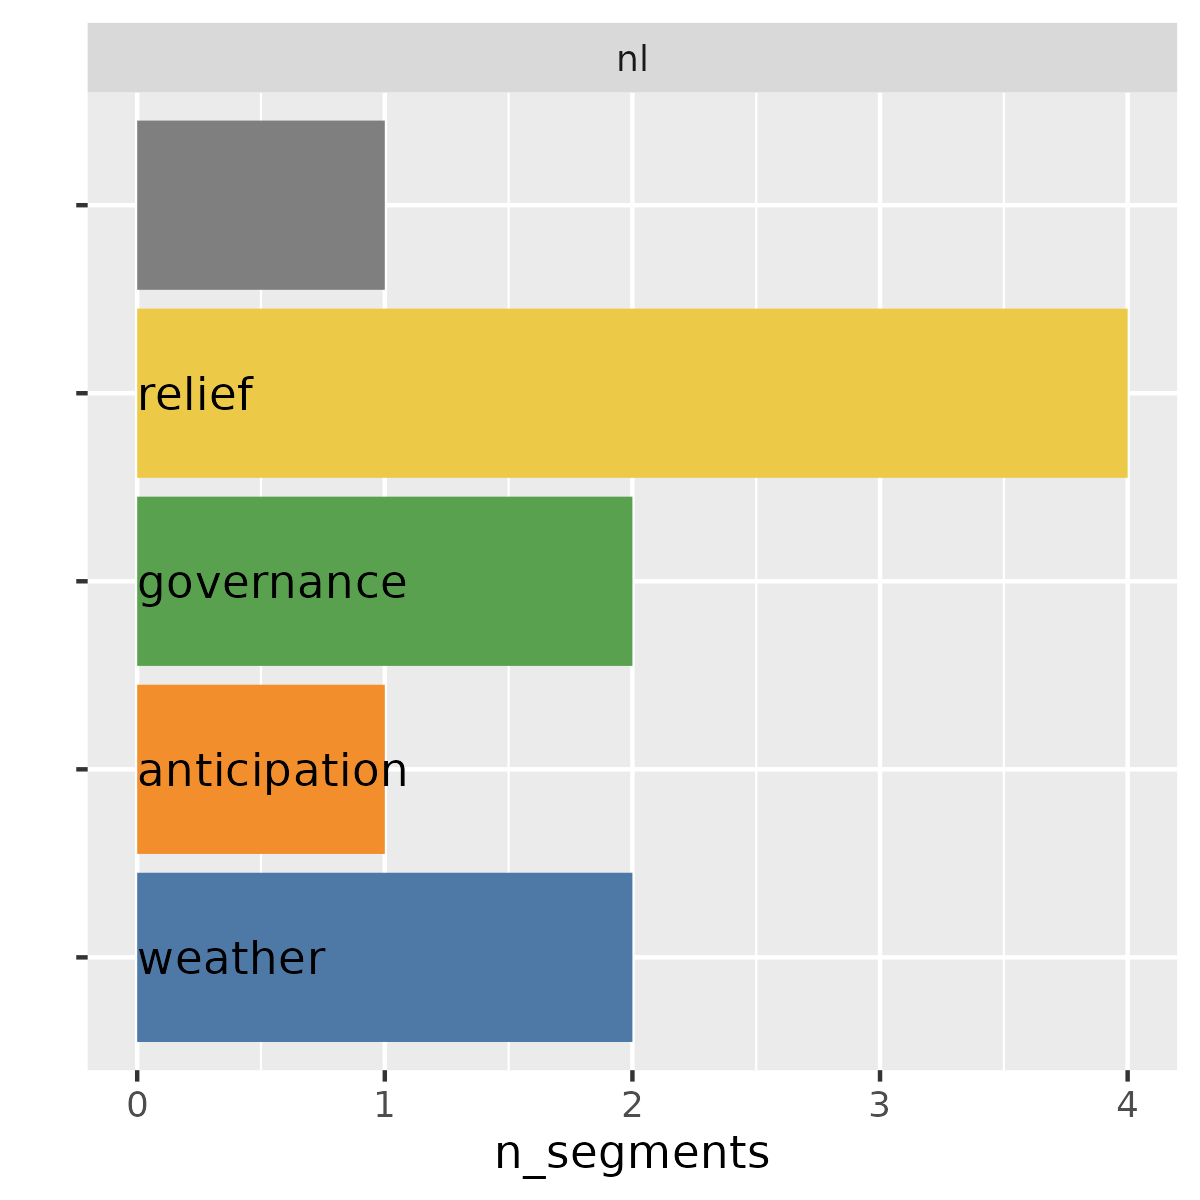 nl
relief
governance
anticipation
weather
0 1 2 3 4
n_segments